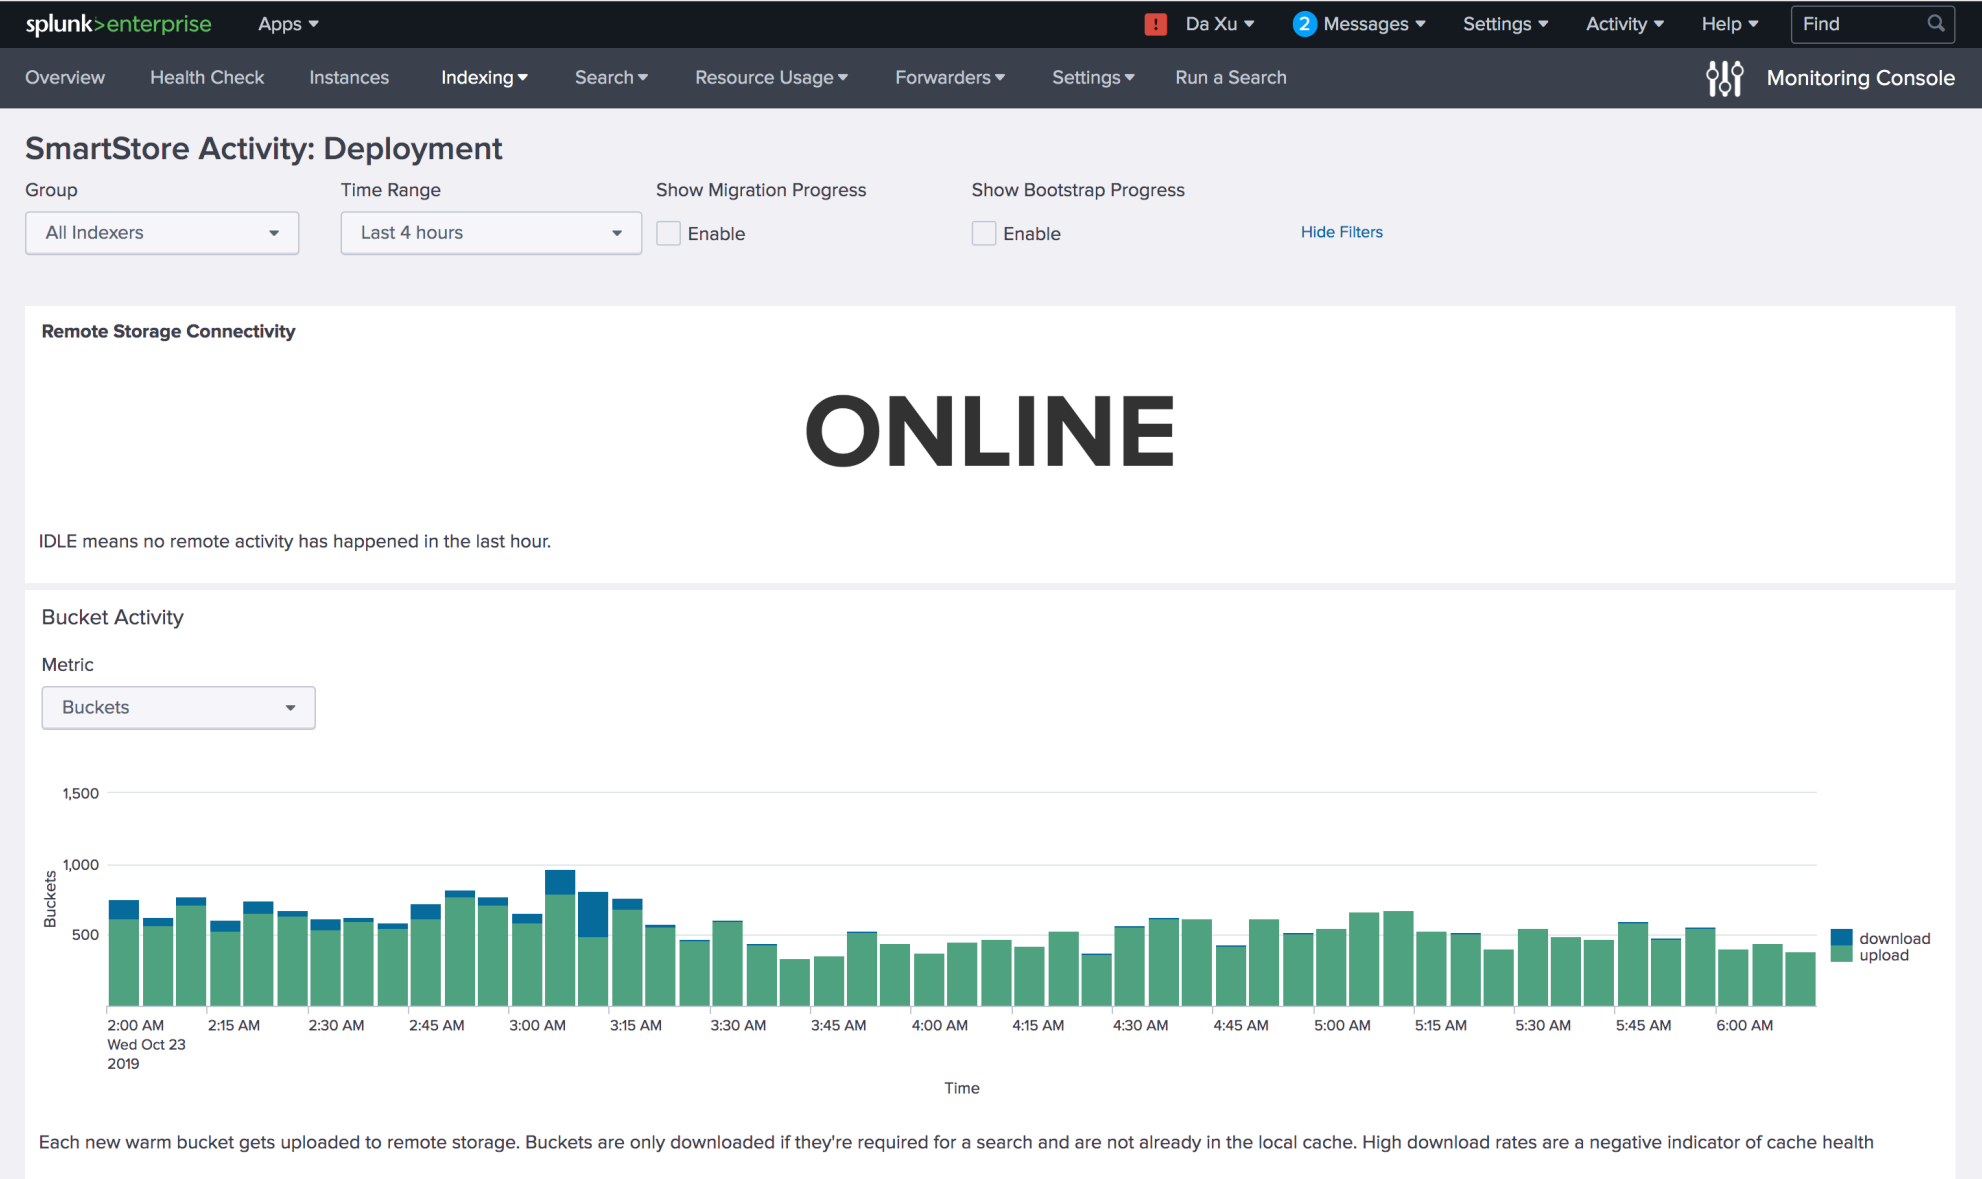 splunk>enterprise Apps ! Da Xu 2 Messages Settings Activity Help Find
Overview Health Check Instances Indexing Search Resource Usage Forwarders Settings Run a Search Monitoring Console
SmartStore Activity: Deployment
Group Time Range Show Migration Progress Show Bootstrap Progress
All Indexers Last 4 hours Enable Enable Hide Filters
Remote Storage Connectivity
ONLINE
IDLE means no remote activity has happened in the last hour.
Bucket Activity
Metric
Buckets
1,500
1,000
500
Buckets
download
upload
2:00 AM 2:15 AM 2:30 AM 2:45 AM 3:00 AM 3:15 AM 3:30 AM 3:45 AM 4:00 AM 4:15 AM 4:30 AM 4:45 AM 5:00 AM 5:15 AM 5:30 AM 5:45 AM 6:00 AM
Wed Oct 23
2019
Time
Each new warm bucket gets uploaded to remote storage. Buckets are only downloaded if they're required for a search and are not already in the local cache. High download rates are a negative indicator of cache health